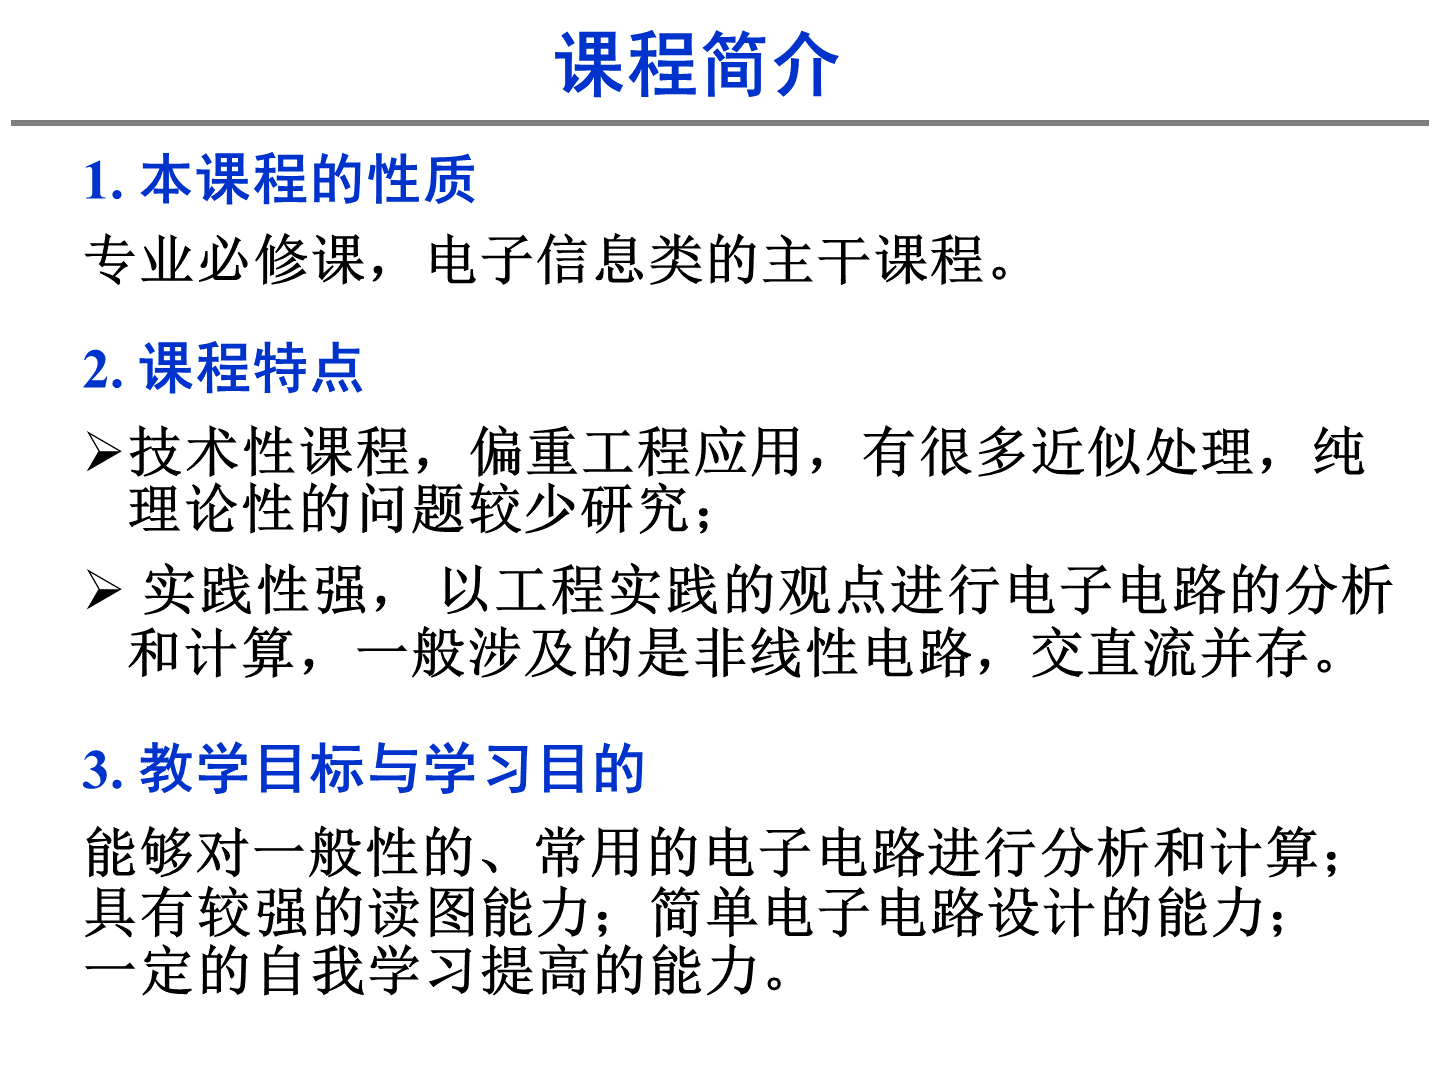 课程简介
1. 本课程的性质
专业必修课，电子信息类的主干课程。
2. 课程特点
➢技术性课程，偏重工程应用，有很多近似处理，纯
理论性的问题较少研究；
➢ 实践性强， 以工程实践的观点进行电子电路的分析
和计算，一般涉及的是非线性电路，交直流并存。
3. 教学目标与学习目的
能够对一般性的、常用的电子电路进行分析和计算；
具有较强的读图能力；简单电子电路设计的能力；
一定的自我学习提高的能力。